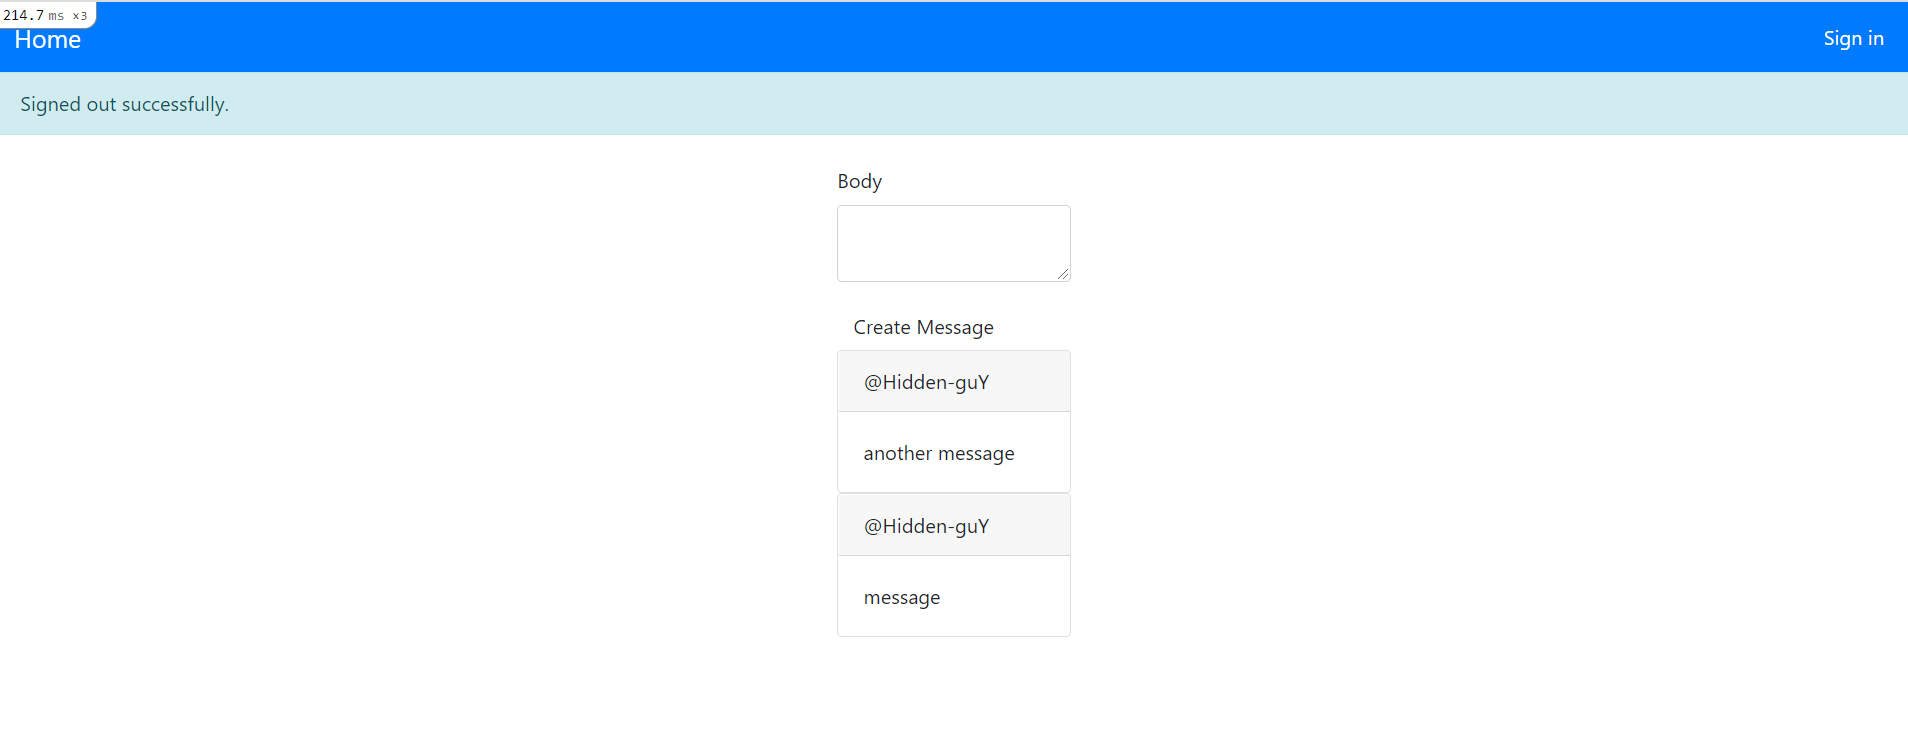 214.7 ms ×3
Home
Sign in
Signed out successfully.
Body
Create Message
@Hidden-guY
another message
@Hidden-guY
message